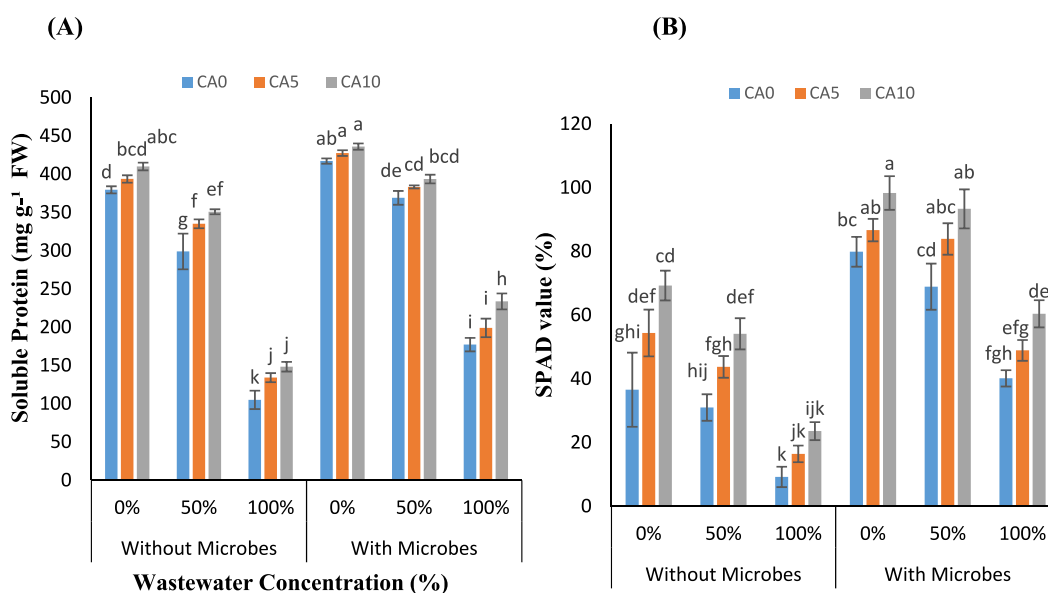 (A)
CA0 CA5 CA10
Soluble Protein (mg g-¹ FW)
500
450
400
350
300
250
200
150
100
50
0
d bcd abc
g f ef
k j j
ab a a
de cd bcd
i i h
0% 50% 100% 0% 50% 100%
Without Microbes With Microbes
Wastewater Concentration (%)
(B)
CA0 CA5 CA10
SPAD value (%)
120
100
80
60
40
20
0
ghi def cd
hij fgh def
k jk ijk
bc ab a
cd abc ab
fgh efg de
0% 50% 100% 0% 50% 100%
Without Microbes With Microbes